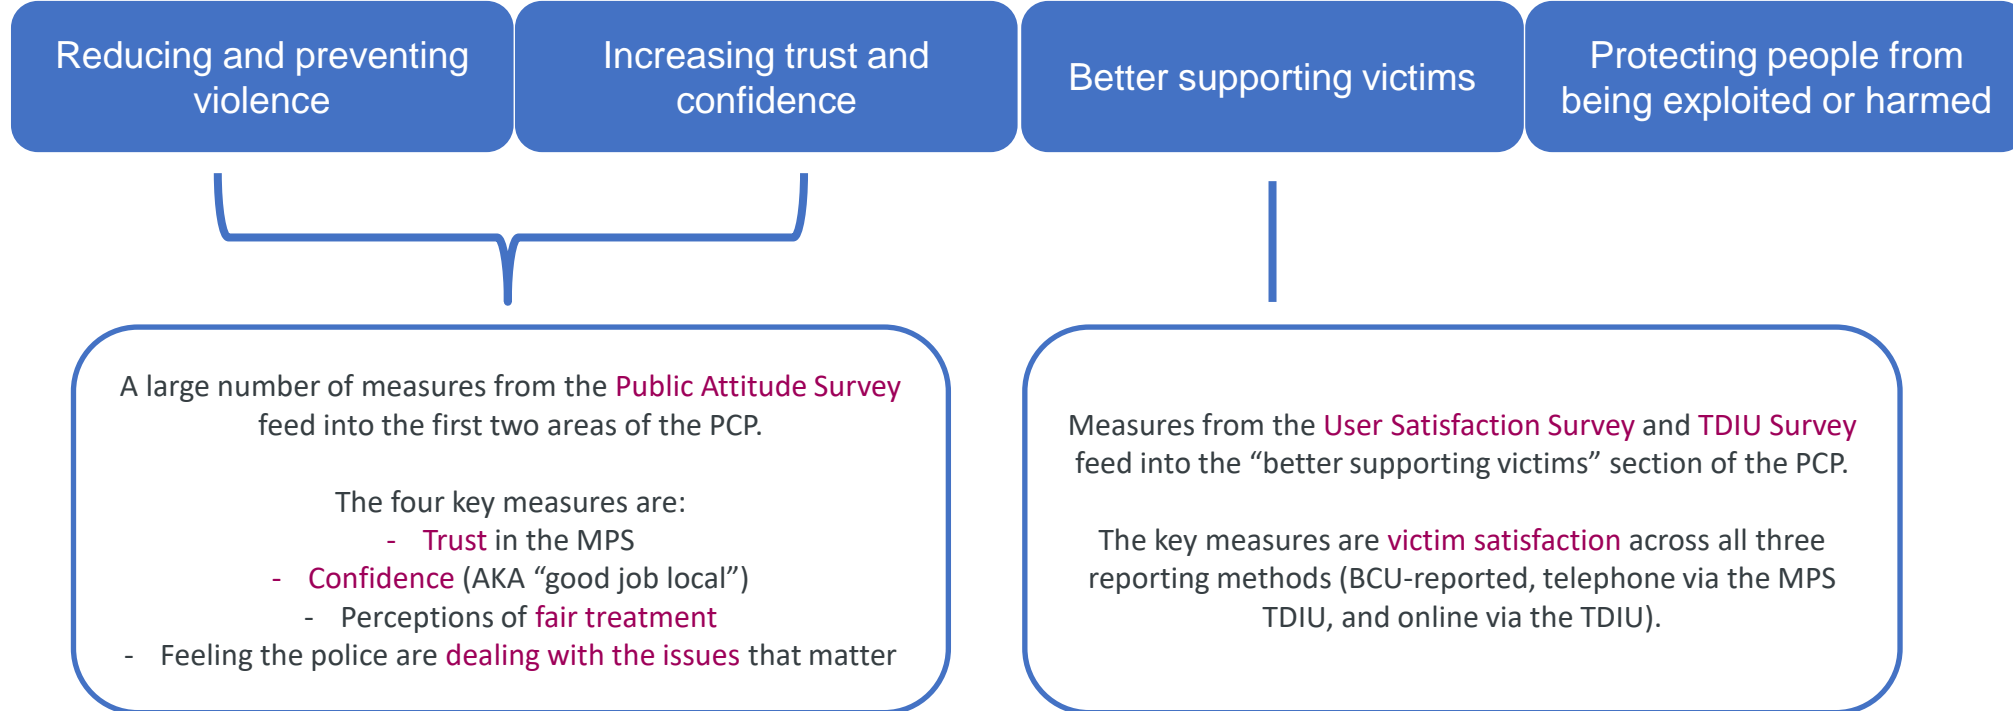 Reducing and preventing
violence
Increasing trust and
confidence
Better supporting victims
Protecting people from
being exploited or harmed
A large number of measures from the Public Attitude Survey
feed into the first two areas of the PCP.
The four key measures are:
- Trust in the MPS
- Confidence (AKA “good job local”)
- Perceptions of fair treatment
- Feeling the police are dealing with the issues that matter
Measures from the User Satisfaction Survey and TDIU Survey
feed into the “better supporting victims” section of the PCP.
The key measures are victim satisfaction across all three
reporting methods (BCU-reported, telephone via the MPS
TDIU, and online via the TDIU).